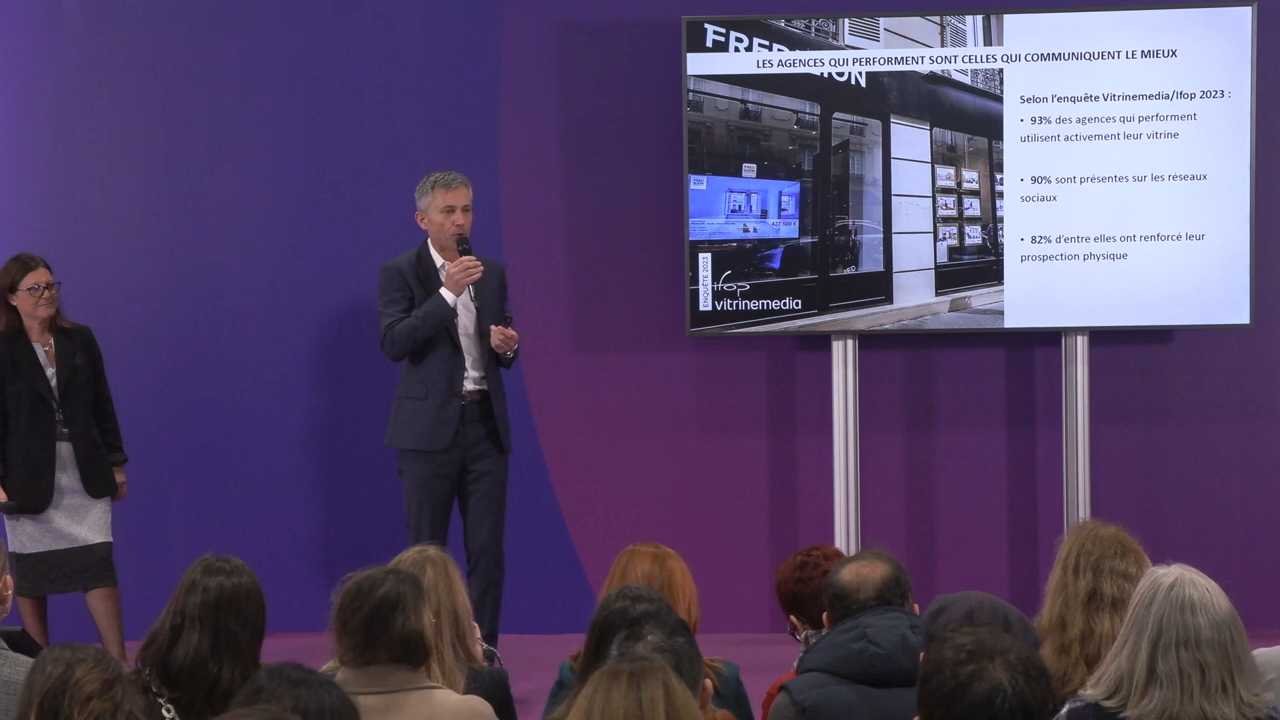 LES AGENCES QUI PERFORMENT SONT CELLES QUI COMMUNIQUENT LE MIEUX
Selon l'enquête Vitrinemedia/Ifop 2023 :
• 93% des agences qui performent
utilisent activement leur vitrine
• 90% sont présentes sur les réseaux
sociaux
• 82% d'entre elles ont renforcé leur
prospection physique
427 500 €
ENQUÊTE 2023
ifop
vitrinemedia